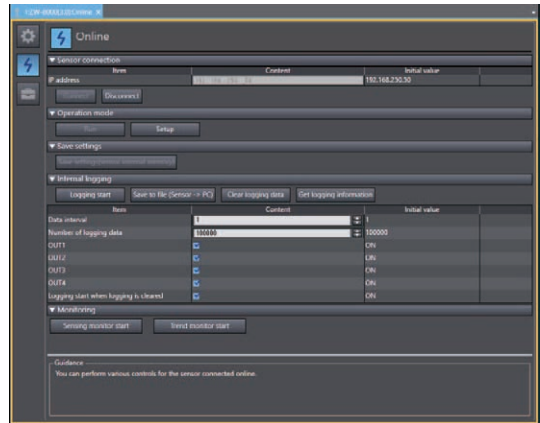 Online
▼ Sensor connection
Item Content Initial value
IP address 192.168.250.50
Connect Disconnect
▼ Operation mode
Run Setup
▼ Save settings
▼ Internal logging
Logging start Save to file (Sensor -> PC) Clear logging data Get logging information
Item Content Initial value
Data interval 1 1
Number of logging data 100000 100000
OUT1 ON
OUT2 ON
OUT3 ON
OUT4 ON
Logging start when logging is cleared ON
▼ Monitoring
Sensing monitor start Trend monitor start
Guidance
You can perform various controls for the sensor connected online.